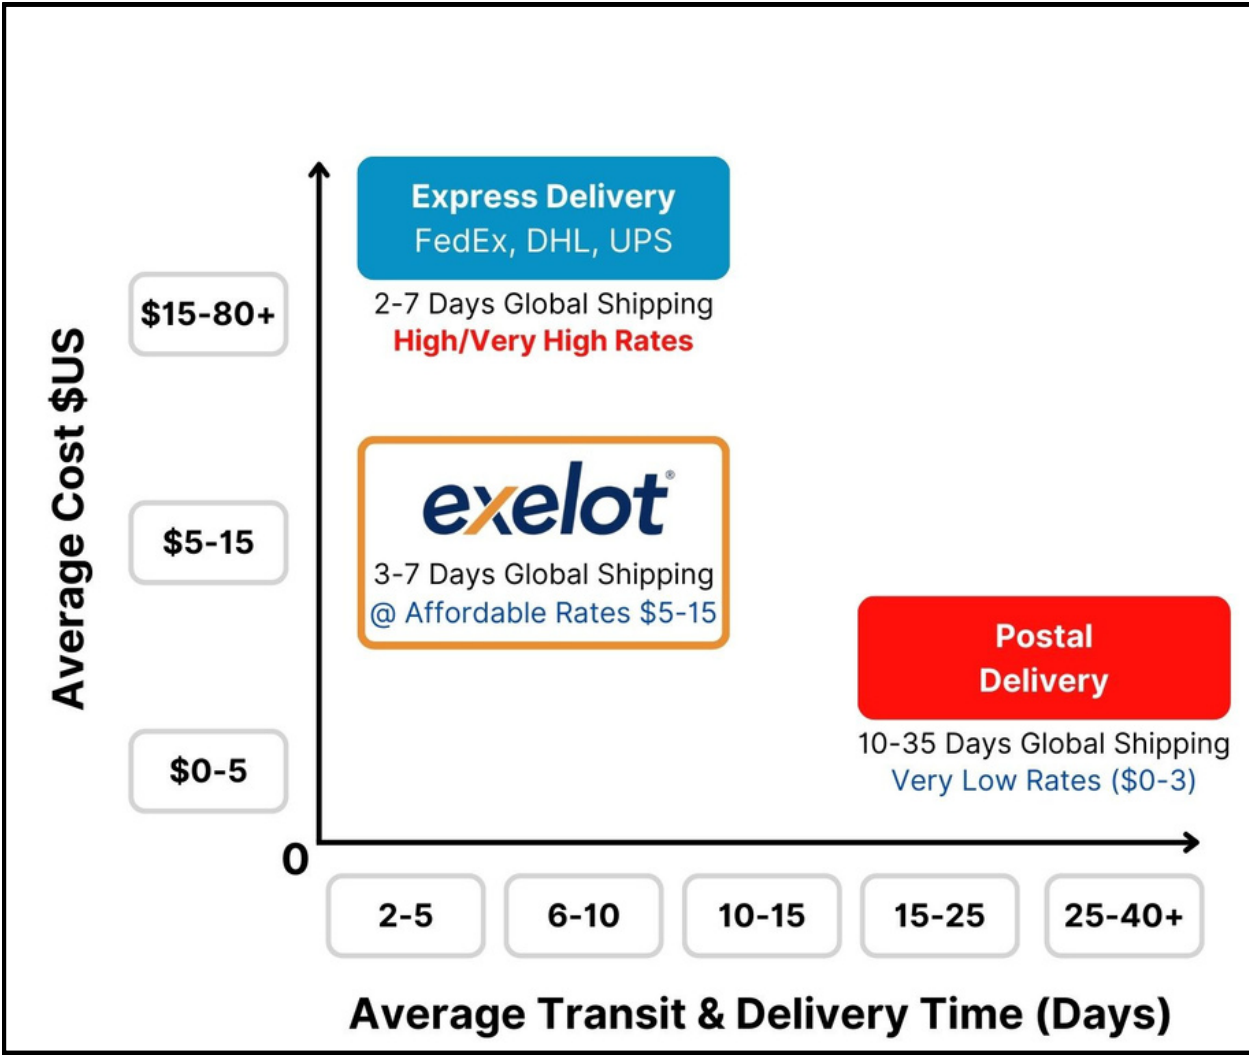 Express Delivery
FedEx, DHL, UPS
2-7 Days Global Shipping
High/Very High Rates
$15-80+
Average Cost $US
exelot®
3-7 Days Global Shipping
@ Affordable Rates $5-15
$5-15
Postal
Delivery
10-35 Days Global Shipping
Very Low Rates ($0-3)
$0-5
0
2-5
6-10
10-15
15-25
25-40+
Average Transit & Delivery Time (Days)